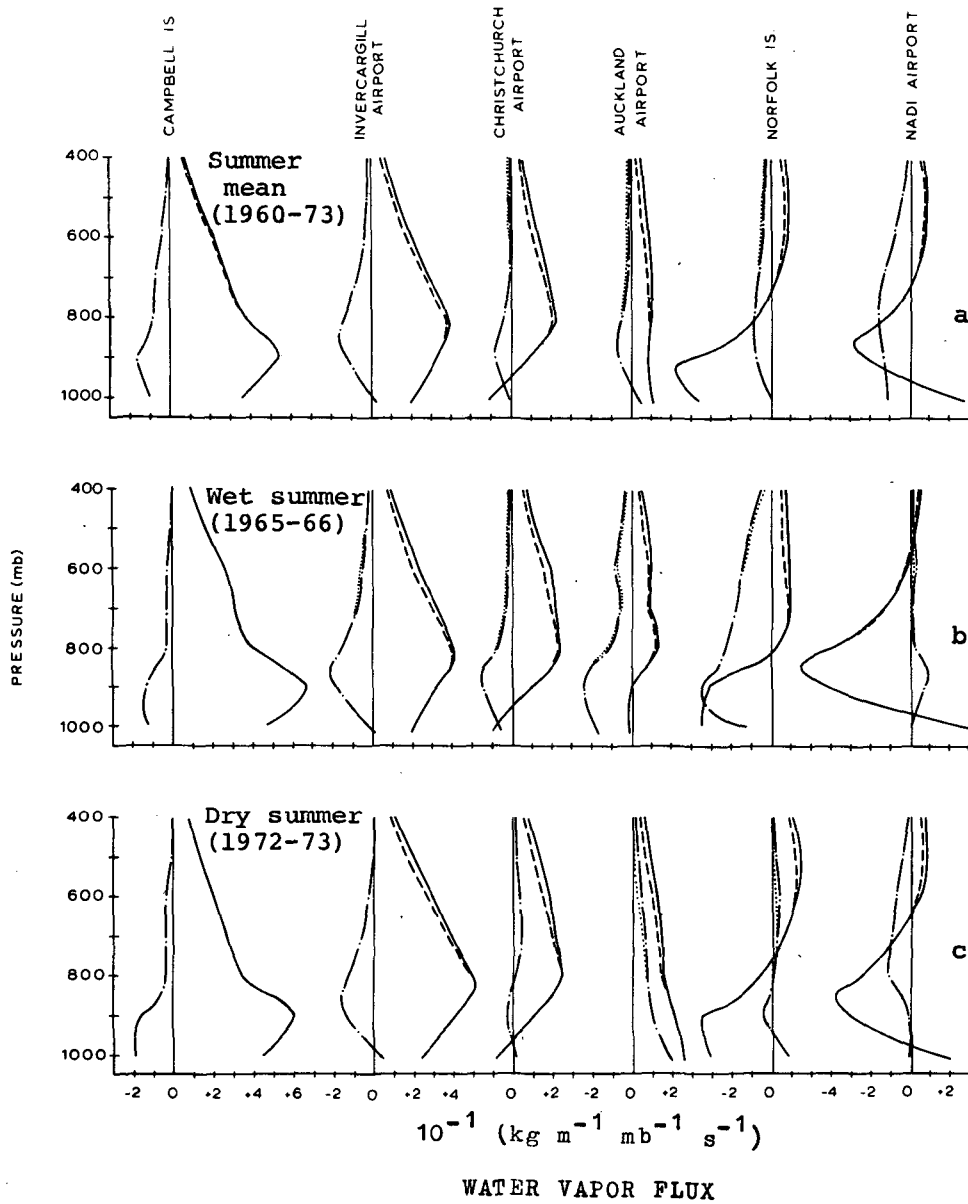 CAMPBELL IS
INVERCARGILL
AIRPORT
CHRISTCHURCH
AIRPORT
AUCKLAND
AIRPORT
NORFOLK IS.
NADI AIRPORT
PRESSURE (mb)
400
600
800
1000
Summer
mean
(1960-73)
a
400
600
800
1000
Wet summer
(1965-66)
b
400
600
800
1000
Dry summer
(1972-73)
c
-2 0 +2 +4 +6 -2 0 +2 +4 -2 0 +2 -2 0 +2 -2 0 -4 -2 0 +2
10⁻¹ (kg m⁻¹ mb⁻¹ s⁻¹)
WATER VAPOR FLUX